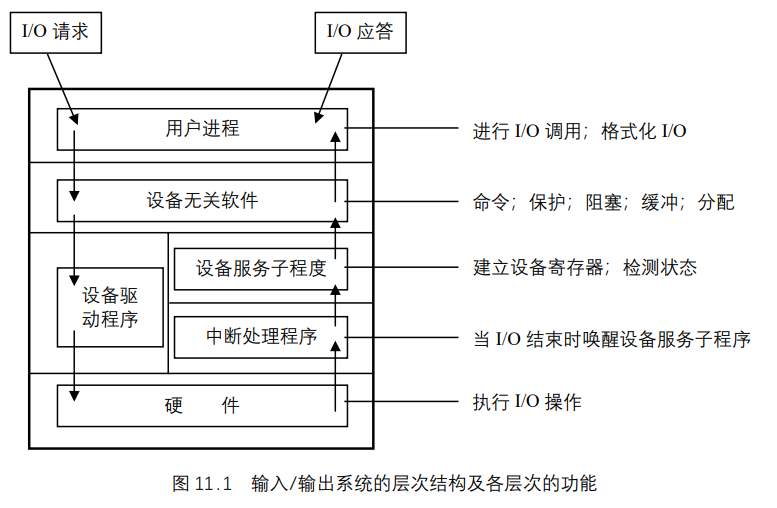 I/O 请求
I/O 应答
用户进程
进行 I/O 调用；格式化 I/O
设备无关软件
命令；保护；阻塞；缓冲；分配
设备服务子程度
建立设备寄存器；检测状态
设备驱
动程序
中断处理程序
当 I/O 结束时唤醒设备服务子程序
硬 件
执行 I/O 操作
图 11.1 输入/输出系统的层次结构及各层次的功能